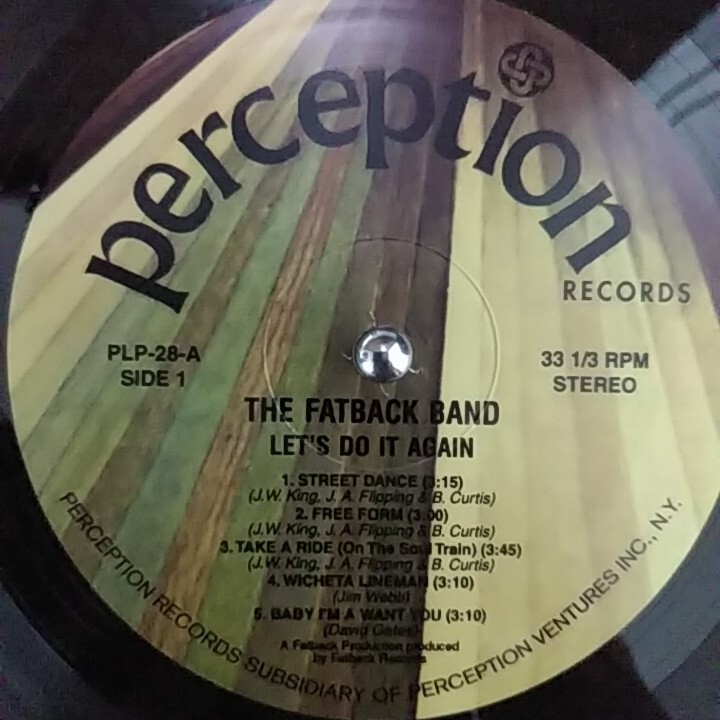 perception
RECORDS
PLP-28-A
SIDE 1
33 1/3 RPM
STEREO
THE FATBACK BAND
LET'S DO IT AGAIN
1. STREET DANCE (3:15)
(J.W. King, J. A. Flipping & B. Curtis)
2. FREE FORM (3:00)
(J.W. King, J. A. Flipping & B. Curtis)
3. TAKE A RIDE (On The Soul Train) (3:45)
(J.W. King, J. A. Flipping & B. Curtis)
4. WICHETA LINEMAN (3:10)
(Jim Webb)
5. BABY I'M A WANT YOU (3:10)
(David Gates)
A Fatback Production produced
by Fatback Records
PERCEPTION RECORDS SUBSIDIARY OF PERCEPTION VENTURES INC., N.Y.